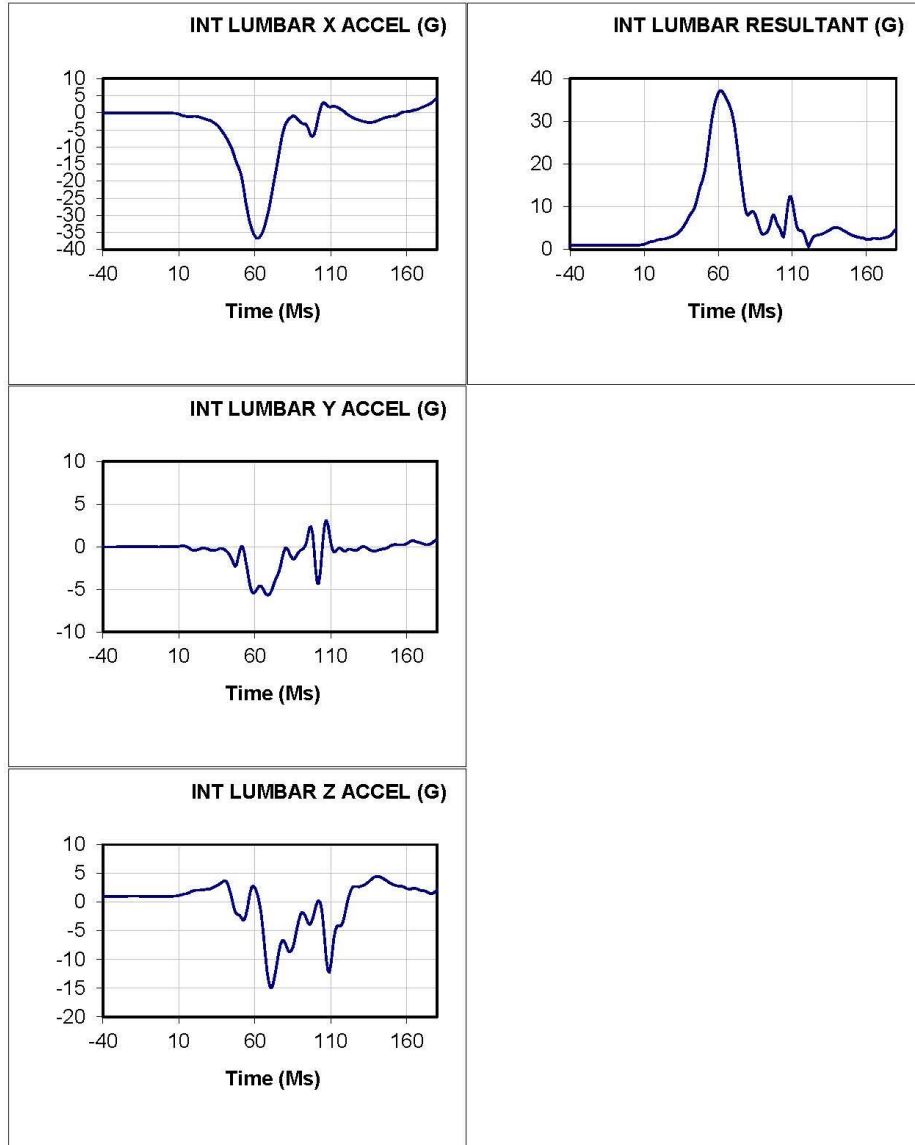 INT LUMBAR X ACCEL (G)
10
5
0
-5
-10
-15
-20
-25
-30
-35
-40
-40 10 60 110 160
Time (Ms)
INT LUMBAR RESULTANT (G)
40
30
20
10
0
-40 10 60 110 160
Time (Ms)
INT LUMBAR Y ACCEL (G)
10
5
0
-5
-10
-40 10 60 110 160
Time (Ms)
INT LUMBAR Z ACCEL (G)
10
5
0
-5
-10
-15
-20
-40 10 60 110 160
Time (Ms)